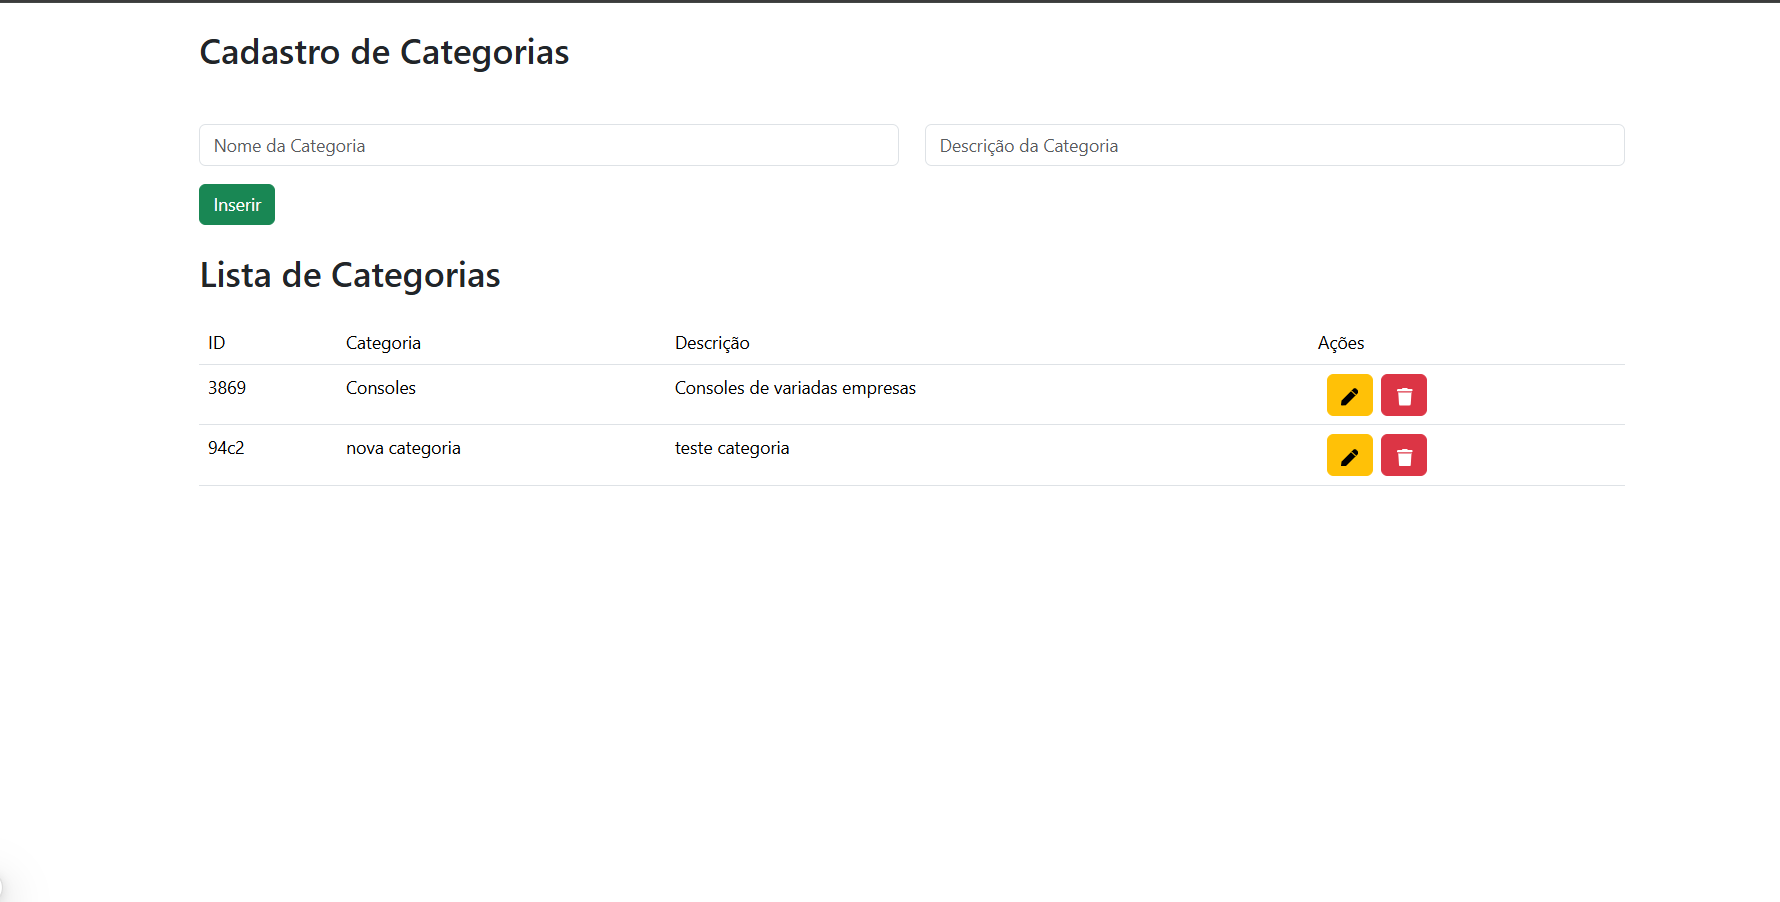 Cadastro de Categorias
Nome da Categoria Descrição da Categoria
Inserir
Lista de Categorias
ID Categoria Descrição Ações
3869 Consoles Consoles de variadas empresas
94c2 nova categoria teste categoria